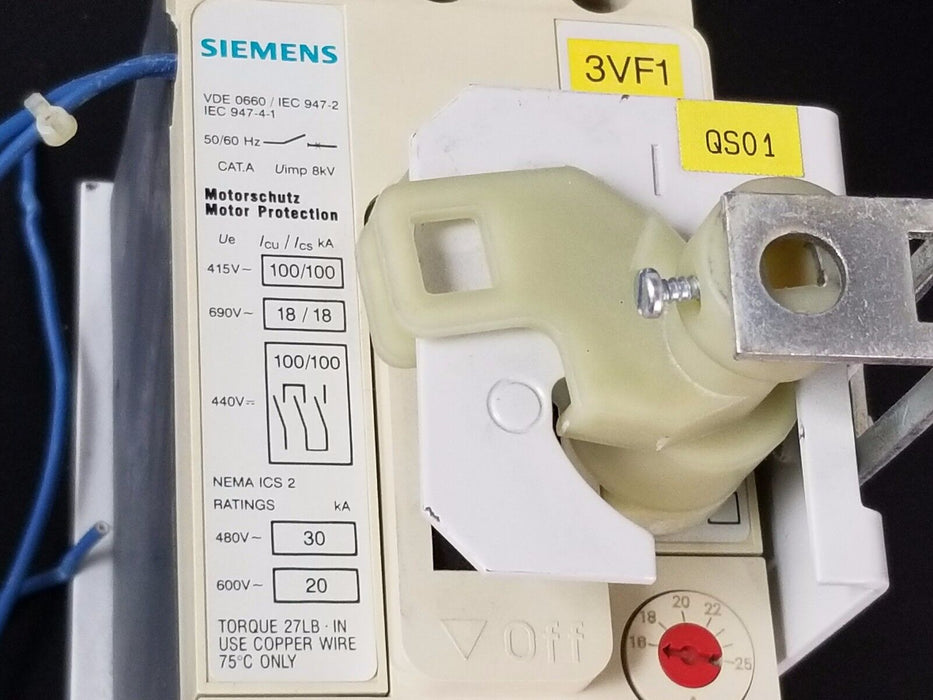 SIEMENS
VDE 0660 / IEC 947-2
IEC 947-4-1
50/60 Hz
CAT.A Uimp 8kV
Motorschutz
Motor Protection
Ue Icu / Ics kA
415V~ 100/100
690V~ 18 / 18
100/100
440V⎓
NEMA ICS 2
RATINGS kA
480V~ 30
600V~ 20
TORQUE 27LB · IN
USE COPPER WIRE
75°C ONLY
3VF1
QS01
▽ Off
20 22
18
16 25